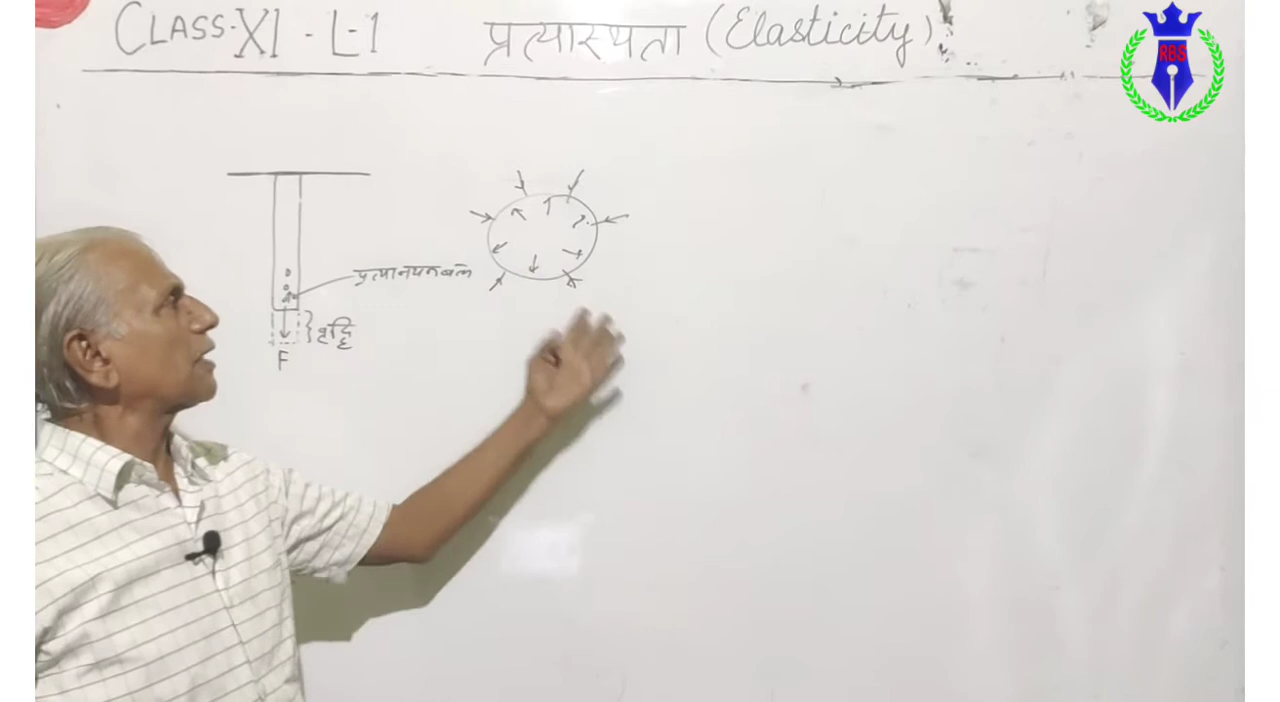 CLASS-XI - L-1 प्रत्यास्थता (Elasticity)
RBS
प्रत्यानयन बल
वृद्धि
F